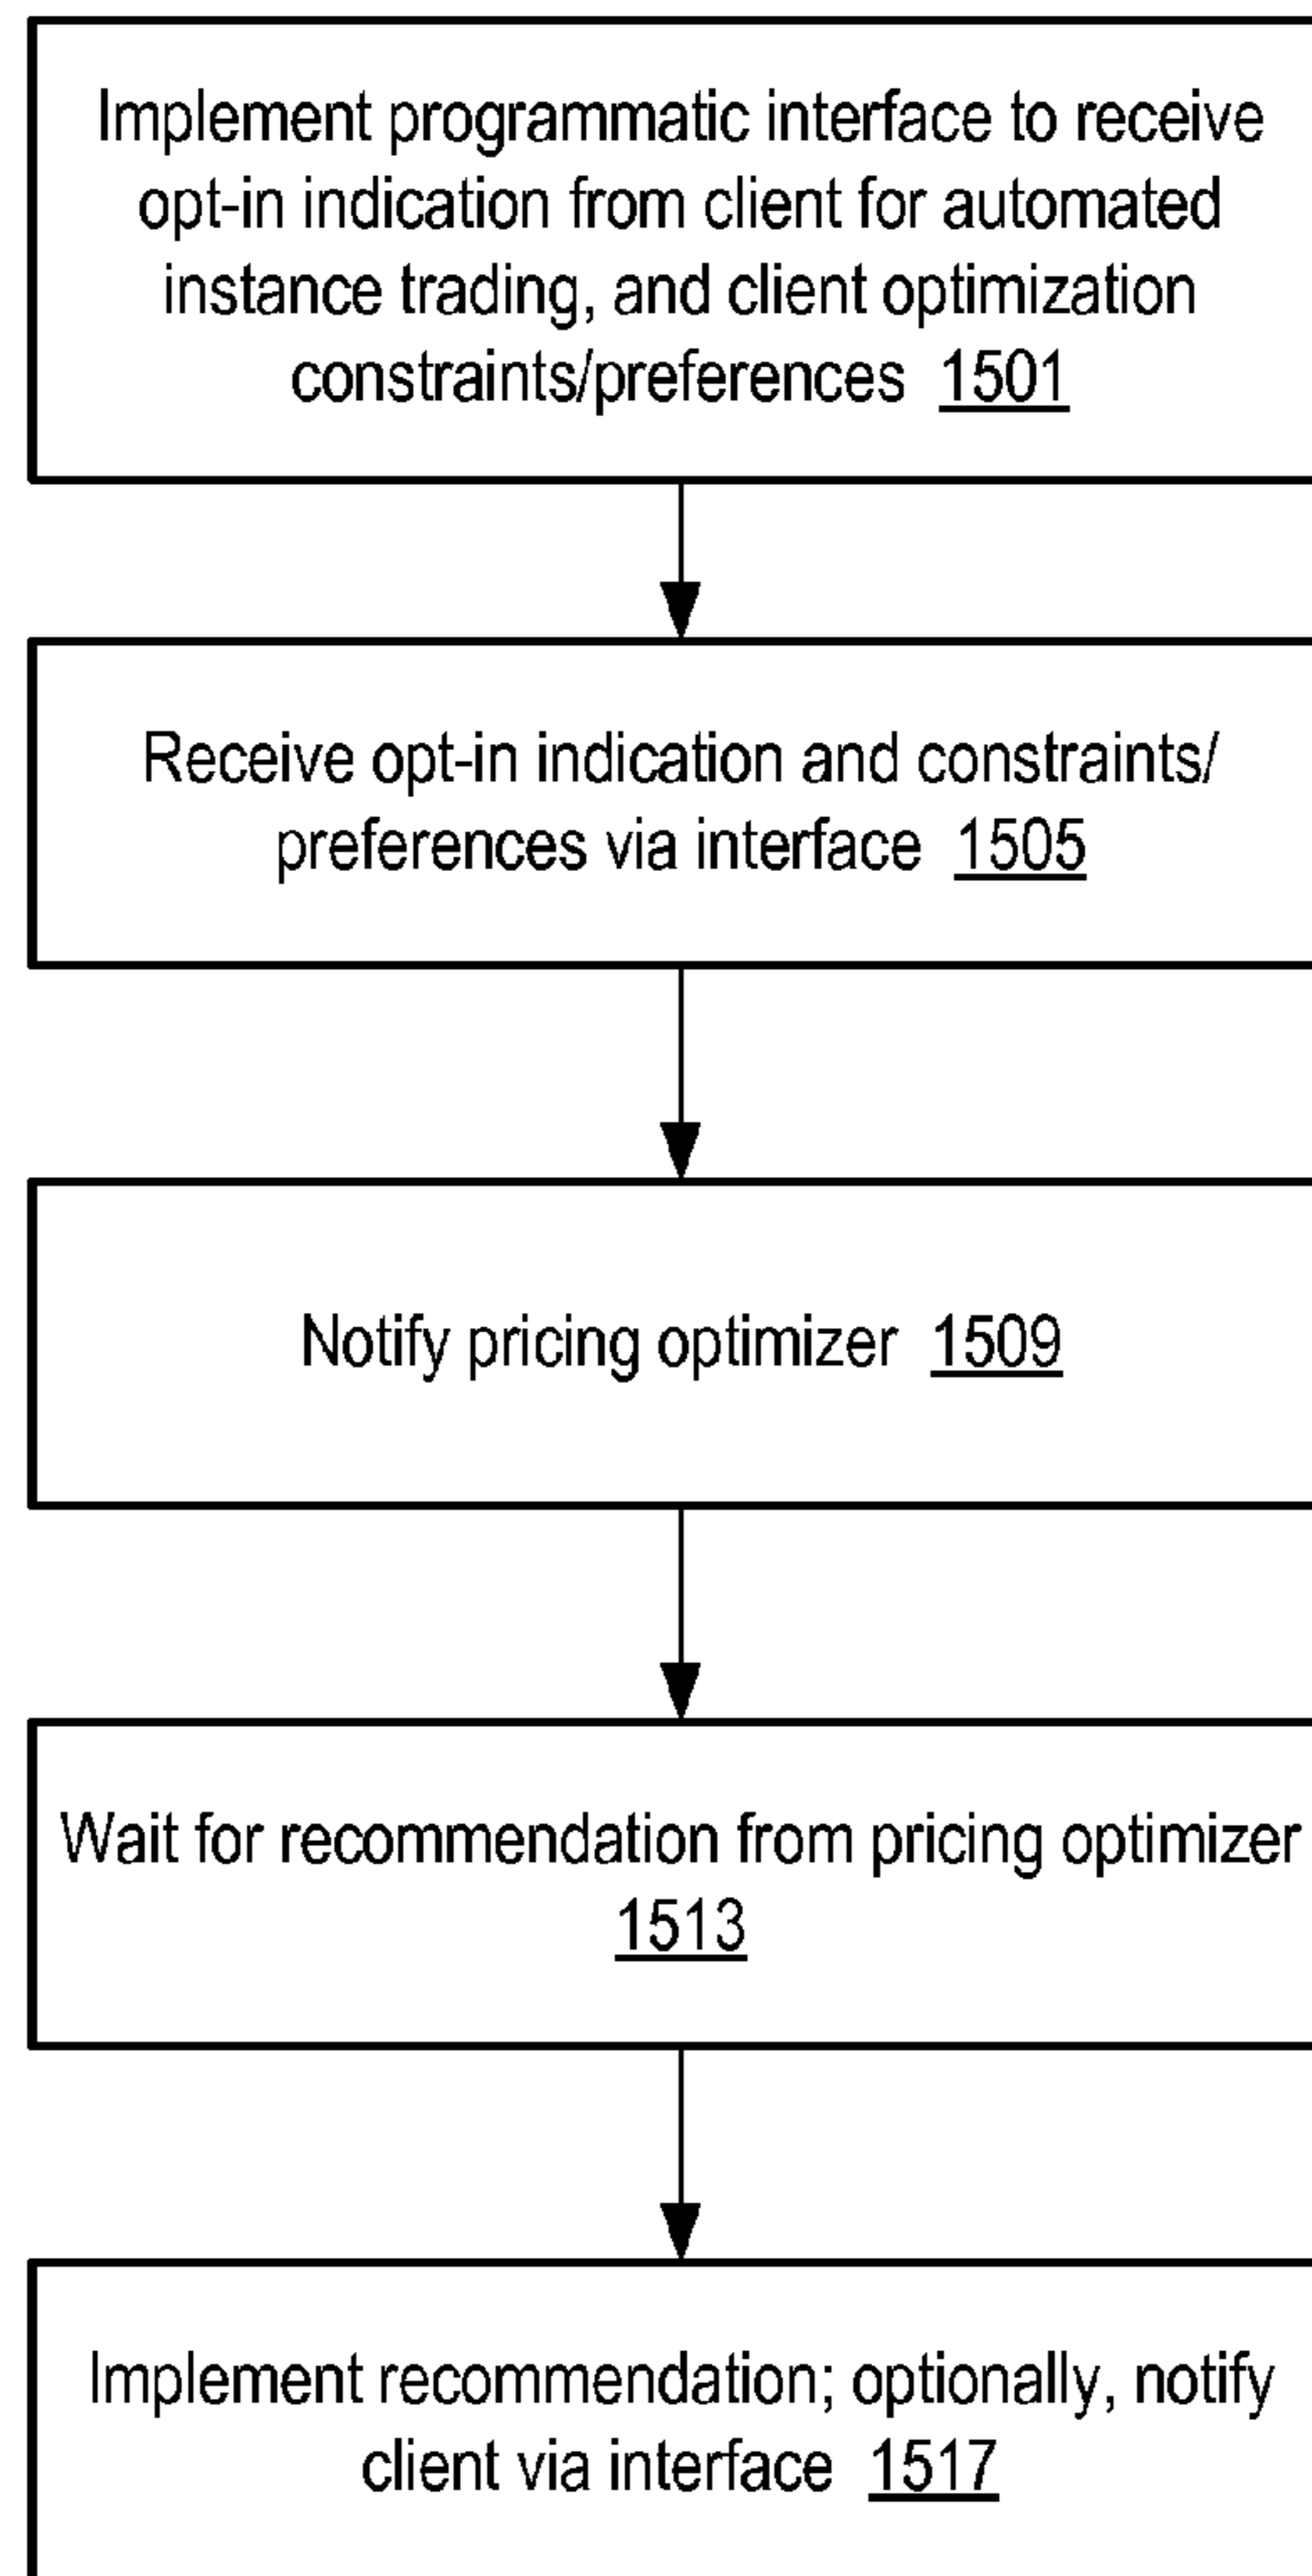 Implement programmatic interface to receive
opt-in indication from client for automated
instance trading, and client optimization
constraints/preferences 1501
Receive opt-in indication and constraints/
preferences via interface 1505
Notify pricing optimizer 1509
Wait for recommendation from pricing optimizer
1513
Implement recommendation; optionally, notify
client via interface 1517